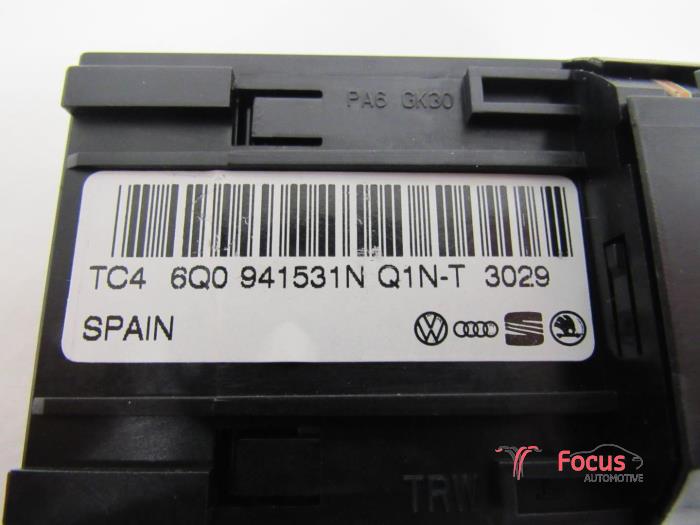 PA6 GK30
TC4 6Q0 941531N Q1N-T 3029
SPAIN
TRW
Focus
AUTOMOTIVE